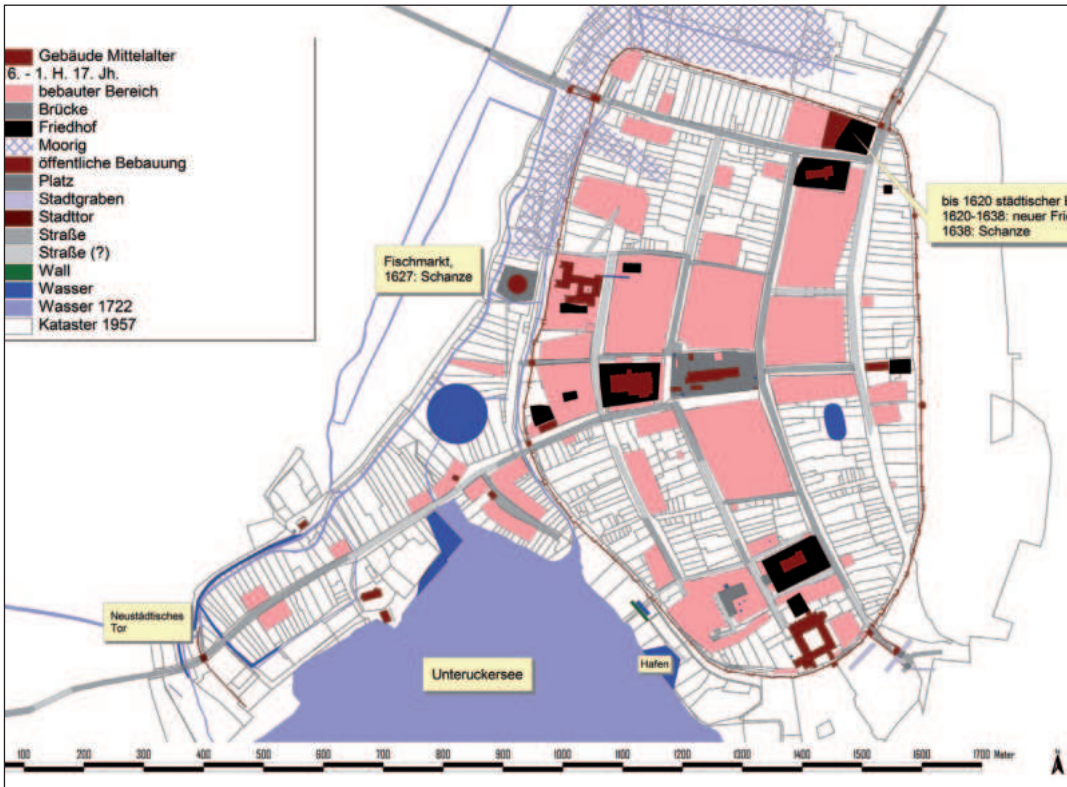 Gebäude Mittelalter
6. - 1. H. 17. Jh.
bebauter Bereich
Brücke
Friedhof
Moorig
öffentliche Bebauung
Platz
Stadtgraben
Stadttor
Straße
Straße (?)
Wall
Wasser
Wasser 1722
Kataster 1957
Fischmarkt,
1627: Schanze
bis 1620 städtischer
1620-1638: neuer
1638: Schanze
Neustädtisches
Tor
Unteruckersee
Hafen
100 200 300 400 500 600 700 800 900 1000 1100 1200 1300 1400 1500 1600 1700 Meter
N